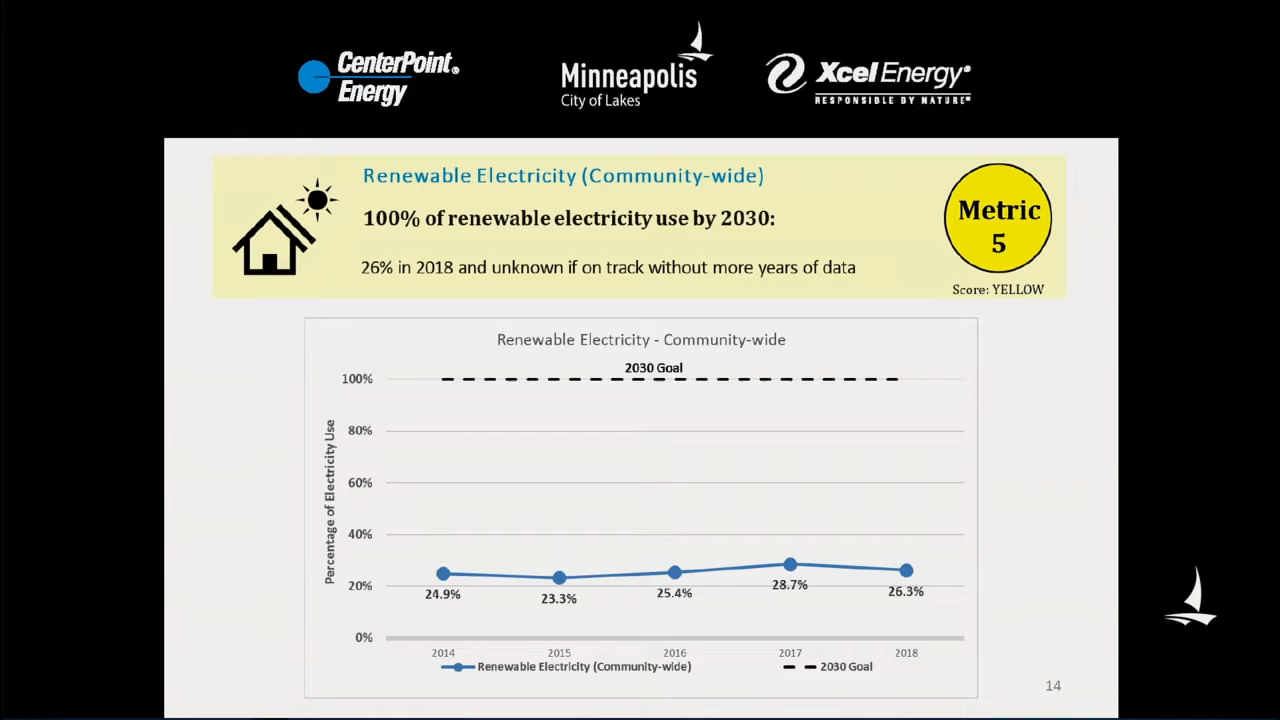 CenterPoint®
Energy
Minneapolis
City of Lakes
Xcel Energy®
RESPONSIBLE BY NATURE®
Renewable Electricity (Community-wide)
100% of renewable electricity use by 2030:
26% in 2018 and unknown if on track without more years of data
Metric
5
Score: YELLOW
Renewable Electricity - Community-wide
2030 Goal
Percentage of Electricity Use
100%
80%
60%
40%
20%
0%
24.9%
23.3%
25.4%
28.7%
26.3%
2014
2015
2016
2017
2018
Renewable Electricity (Community-wide)
2030 Goal
14